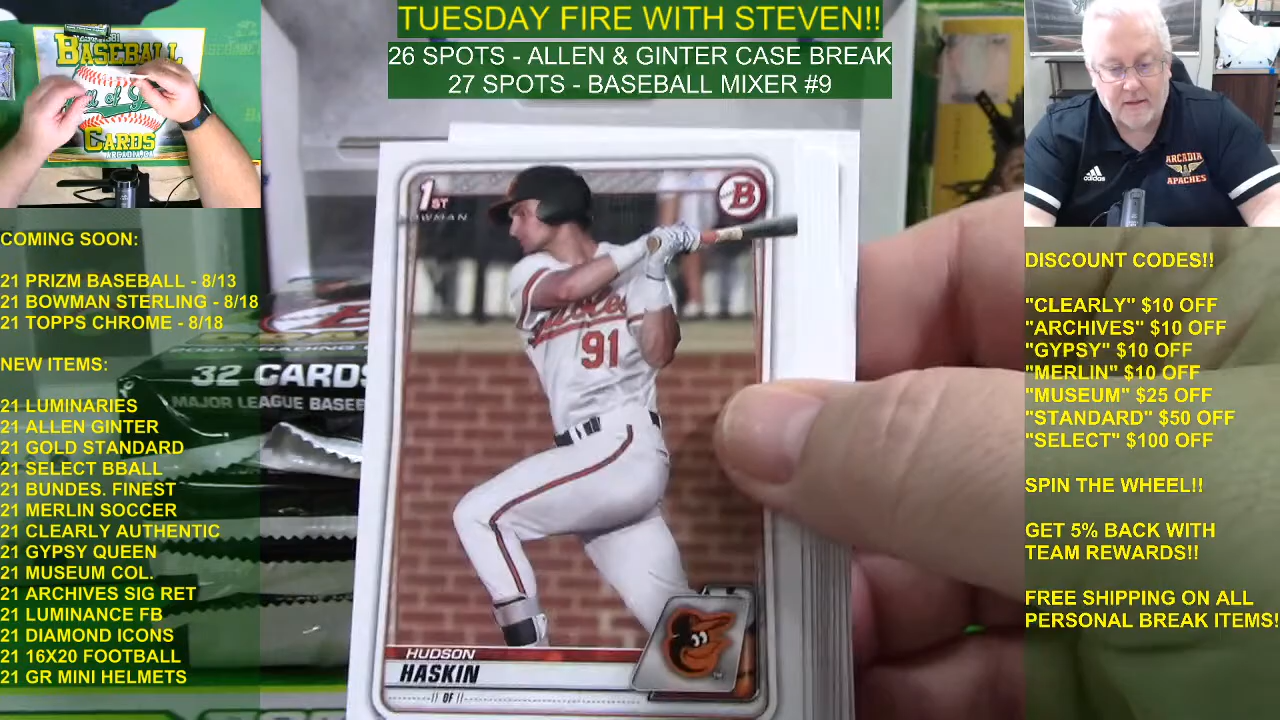 TUESDAY FIRE WITH STEVEN!!
26 SPOTS - ALLEN & GINTER CASE BREAK
27 SPOTS - BASEBALL MIXER #9
BASEBALL
CARDS
COMING SOON:
21 PRIZM BASEBALL - 8/13
21 BOWMAN STERLING - 8/18
21 TOPPS CHROME - 8/18
NEW ITEMS:
21 LUMINARIES
21 ALLEN GINTER
21 GOLD STANDARD
21 SELECT BBALL
21 BUNDES. FINEST
21 MERLIN SOCCER
21 CLEARLY AUTHENTIC
21 GYPSY QUEEN
21 MUSEUM COL.
21 ARCHIVES SIG RET
21 LUMINANCE FB
21 DIAMOND ICONS
21 16X20 FOOTBALL
21 GR MINI HELMETS
32 CARDS
MAJOR LEAGUE BASEB
1ST
BOWMAN
B
91
HUDSON
HASKIN
OF
TM
adidas
ARCADIA
APACHES
DISCOUNT CODES!!
"CLEARLY" $10 OFF
"ARCHIVES" $10 OFF
"GYPSY" $10 OFF
"MERLIN" $10 OFF
"MUSEUM" $25 OFF
"STANDARD" $50 OFF
"SELECT" $100 OFF
SPIN THE WHEEL!!
GET 5% BACK WITH
TEAM REWARDS!!
FREE SHIPPING ON ALL
PERSONAL BREAK ITEMS!